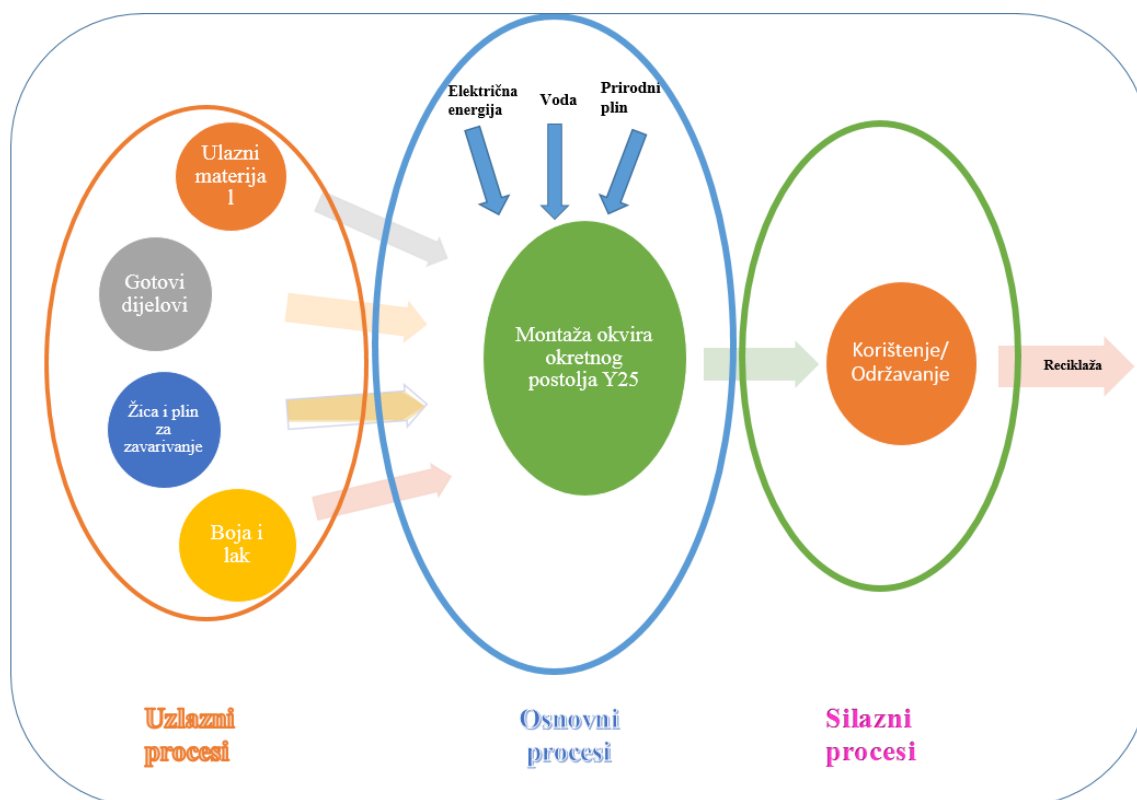 Električna
energija
Voda
Prirodni
plin
Ulazni
materija
l
Gotovi
dijelovi
Žica i plin
za
zavarivanje
Boja i
lak
Montaža okvira
okretnog
postolja Y25
Korištenje/
Održavanje
Reciklaža
Uzlazni
procesi
Osnovni
procesi
Silazni
procesi